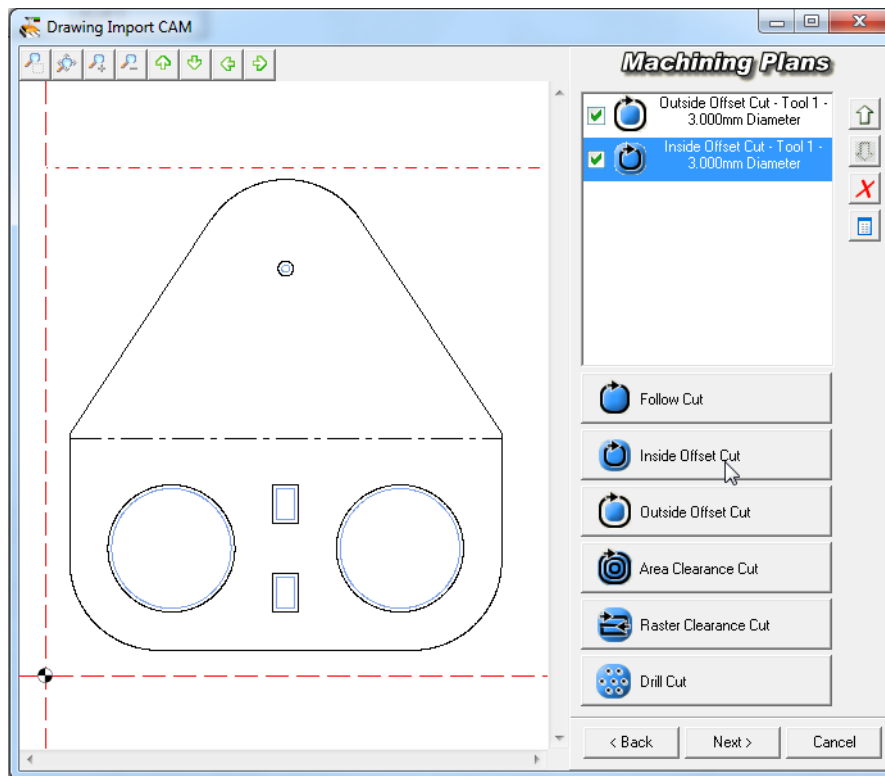 Drawing Import CAM
Machining Plans
Outside Offset Cut - Tool 1 -
3.000mm Diameter
Inside Offset Cut - Tool 1 -
3.000mm Diameter
Follow Cut
Inside Offset Cut
Outside Offset Cut
Area Clearance Cut
Raster Clearance Cut
Drill Cut
< Back
Next >
Cancel